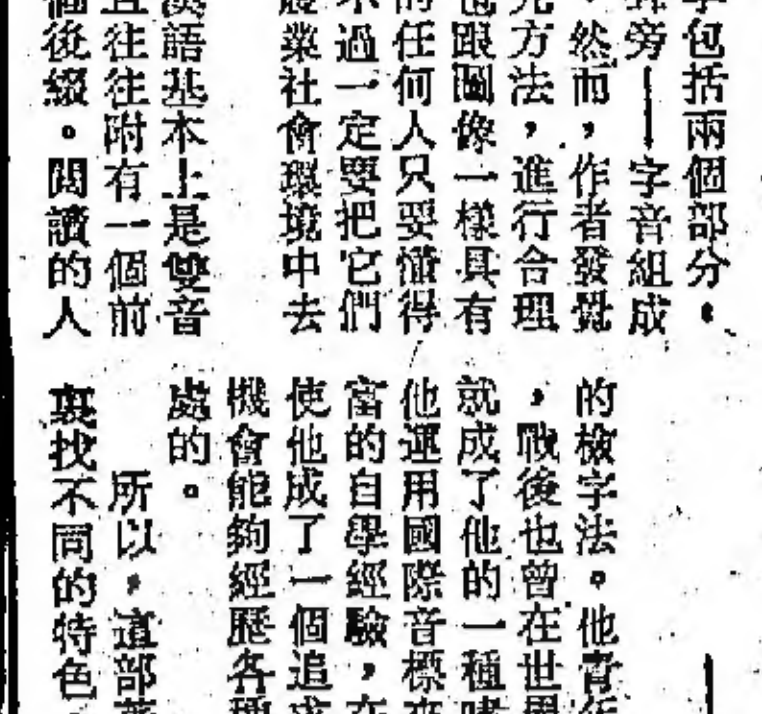 字包括兩個部分。
旁——字音組成
。然而，作者發覺
方法，進行合理
也跟圖像一樣具有
的任何人只要懂得
不過一定要把它們
農業社會環境中去
漢語基本上是雙音
且往往附有一個前
個後綴。閱讀的人
的檢字法。他青年
，戰後也曾在世界
就成了他的一種嗜
他運用國際音標來
富的自學經驗，在
使他成了一個追求
機會能夠經歷各種
處的。
所以，這部著
裏找不同的特色，